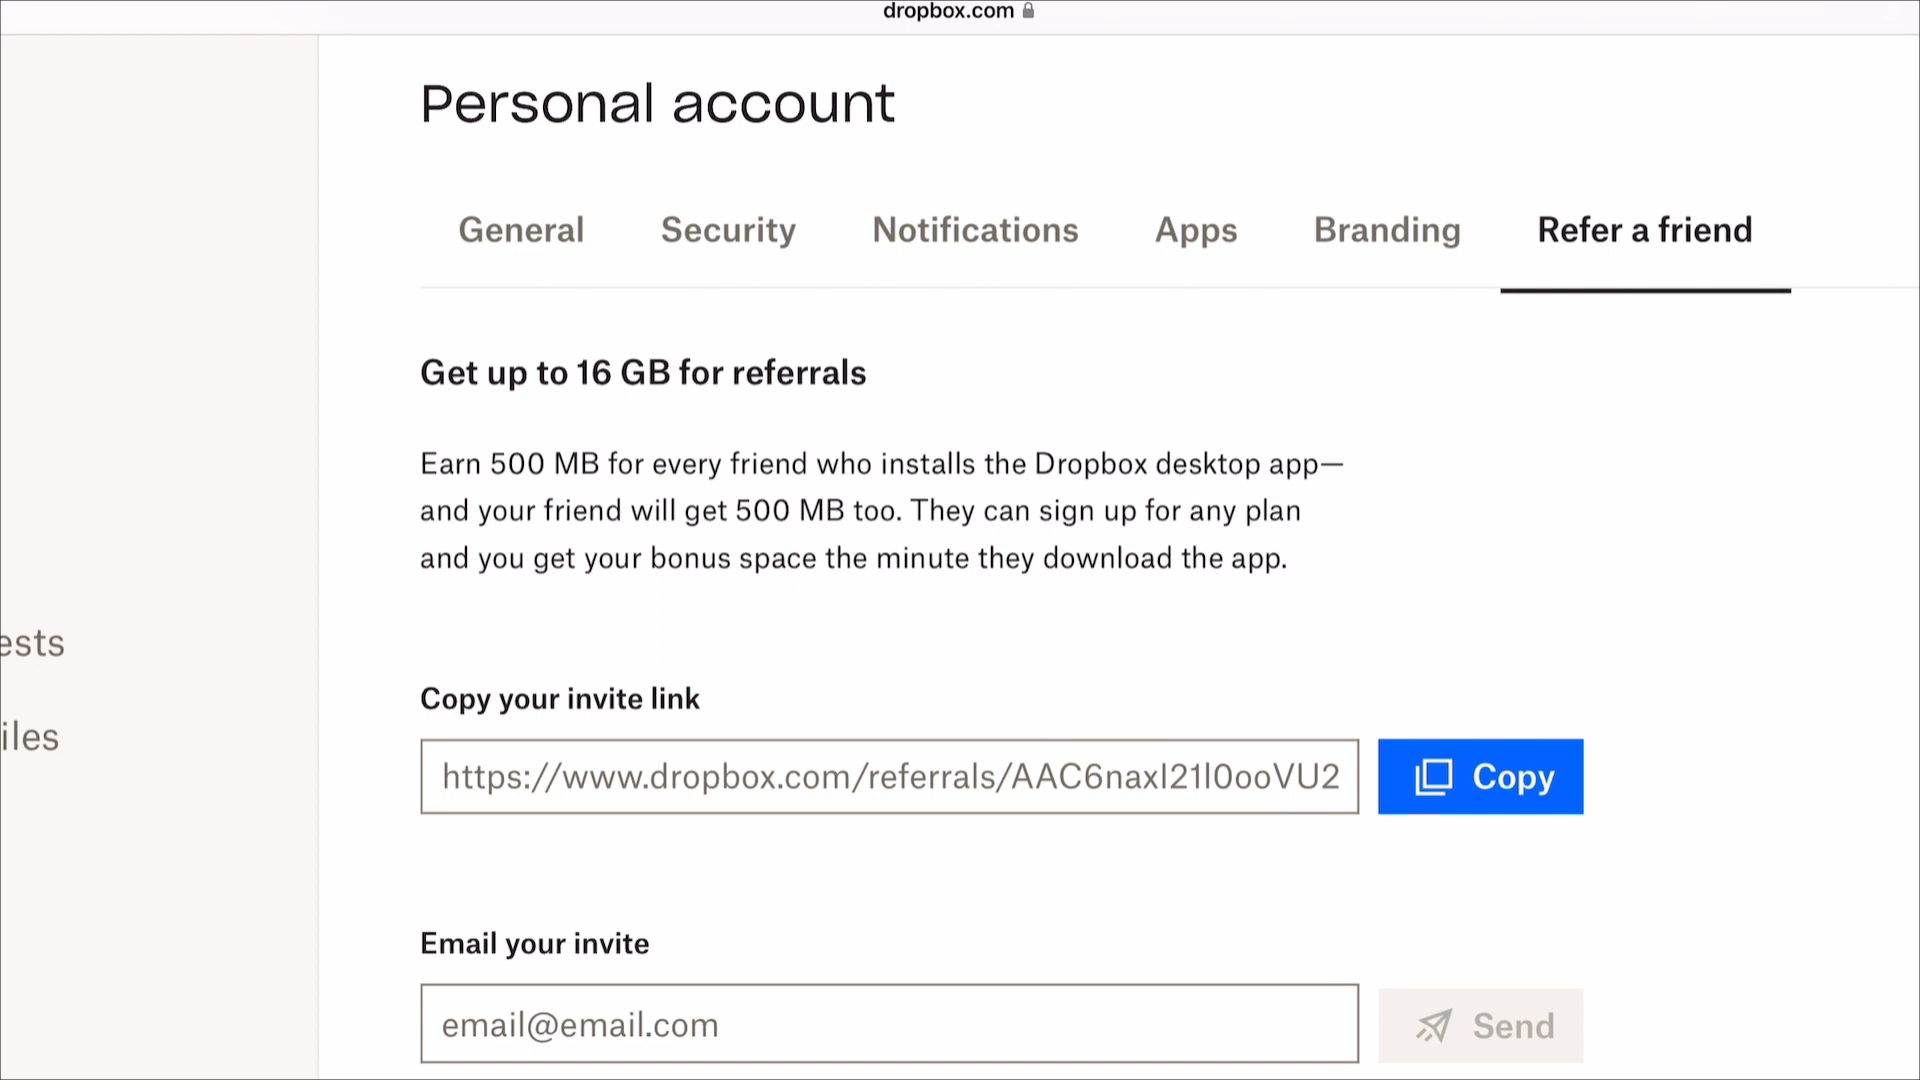 dropbox.com
Personal account
General Security Notifications Apps Branding Refer a friend
Get up to 16 GB for referrals
Earn 500 MB for every friend who installs the Dropbox desktop app—
and your friend will get 500 MB too. They can sign up for any plan
and you get your bonus space the minute they download the app.
ests
iles
Copy your invite link
https://www.dropbox.com/referrals/AAC6naxI21I0ooVU2
Copy
Email your invite
email@email.com
Send